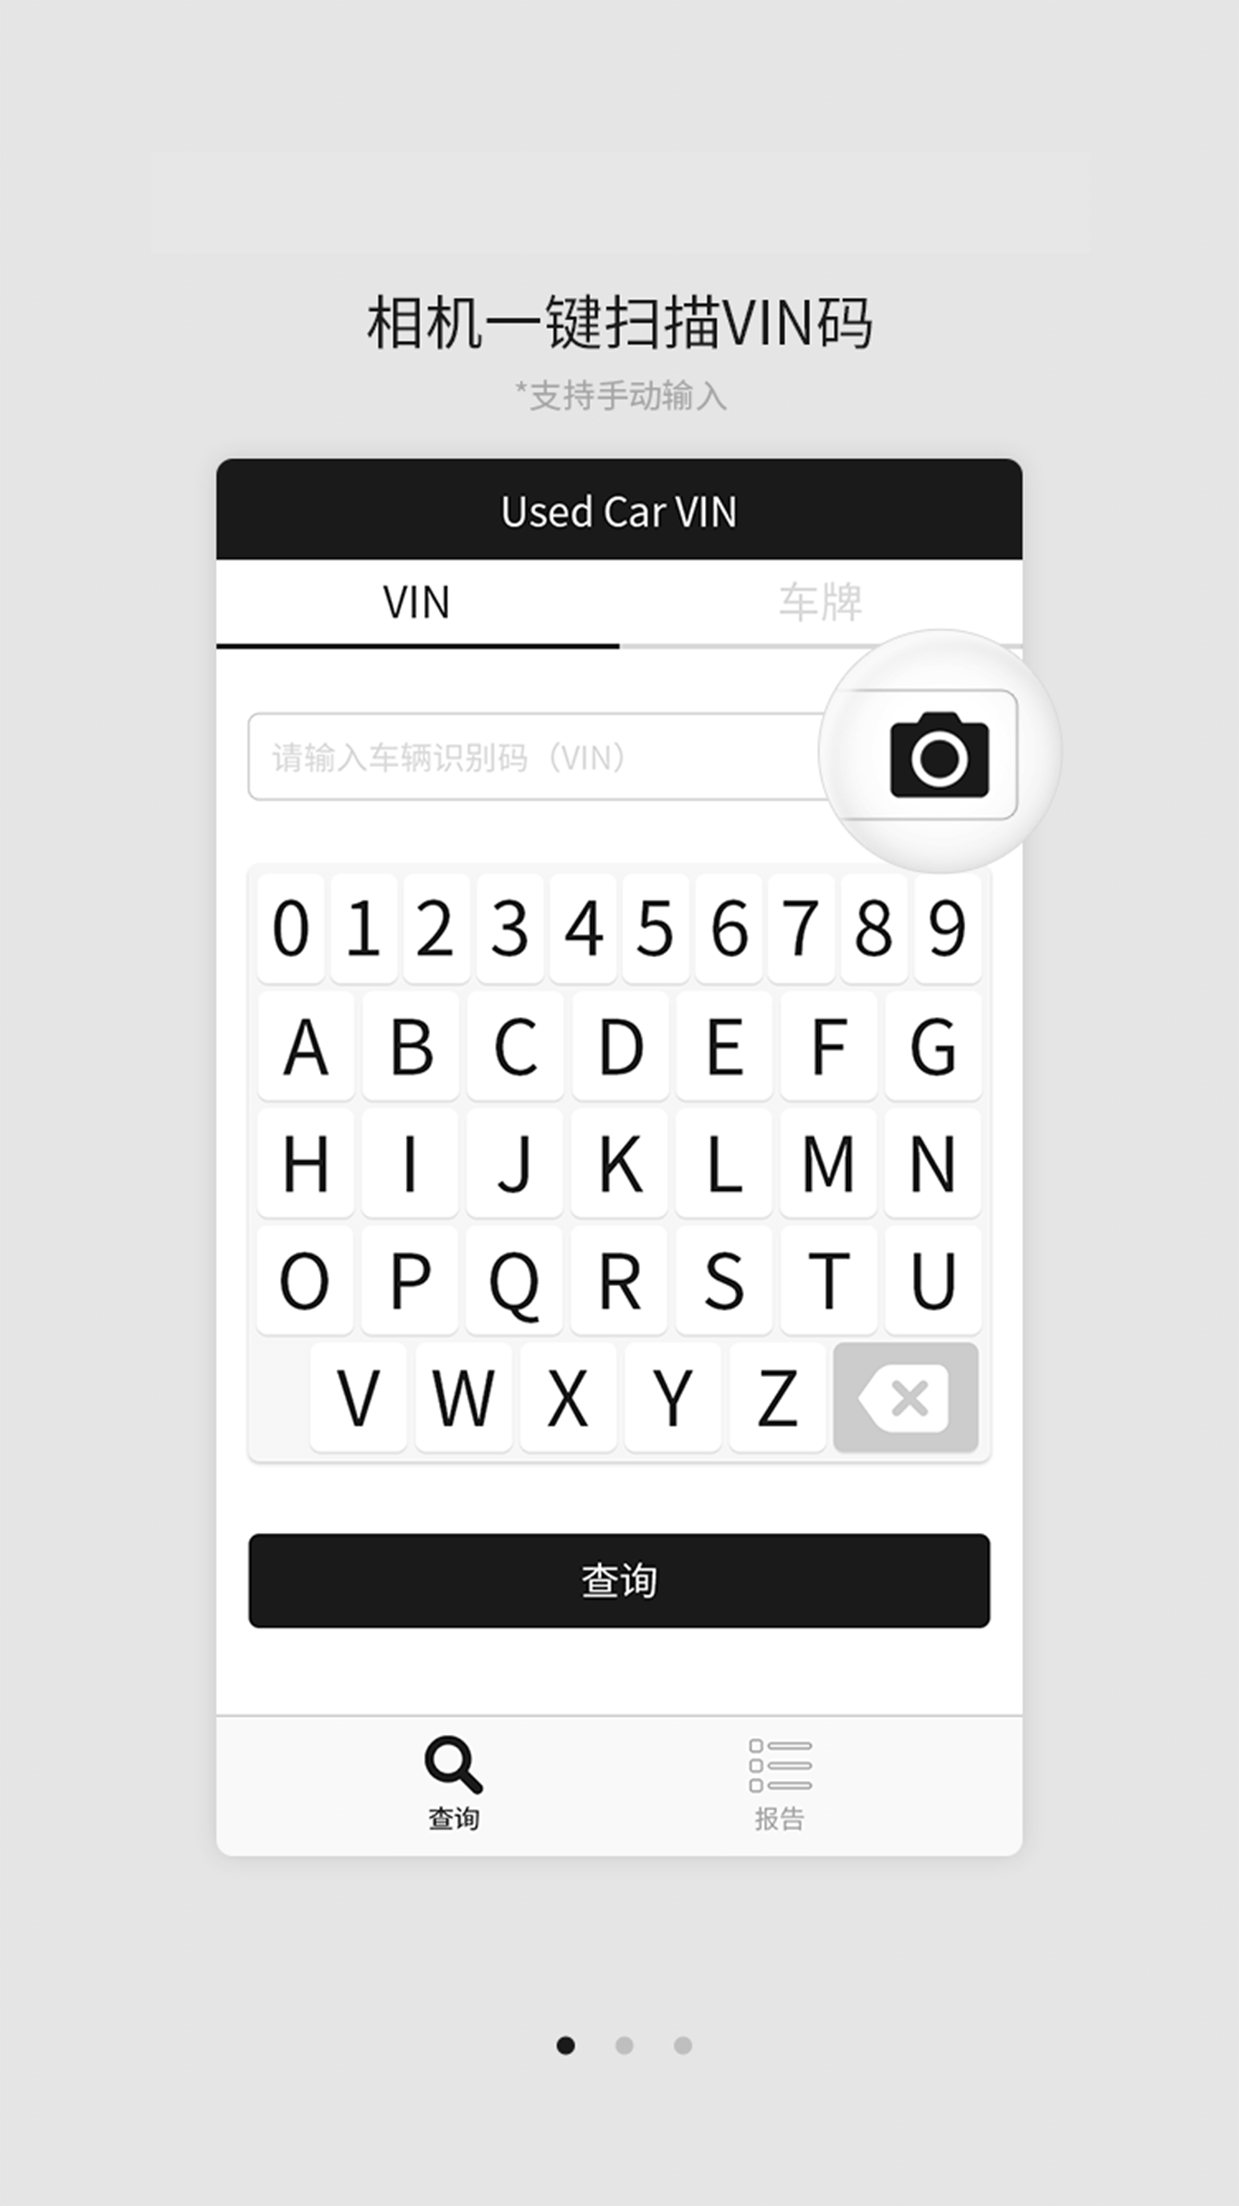 相机一键扫描VIN码
*支持手动输入
Used Car VIN
VIN 车牌
请输入车辆识别码（VIN）
0 1 2 3 4 5 6 7 8 9
A B C D E F G
H I J K L M N
O P Q R S T U
V W X Y Z
查询
查询 报告